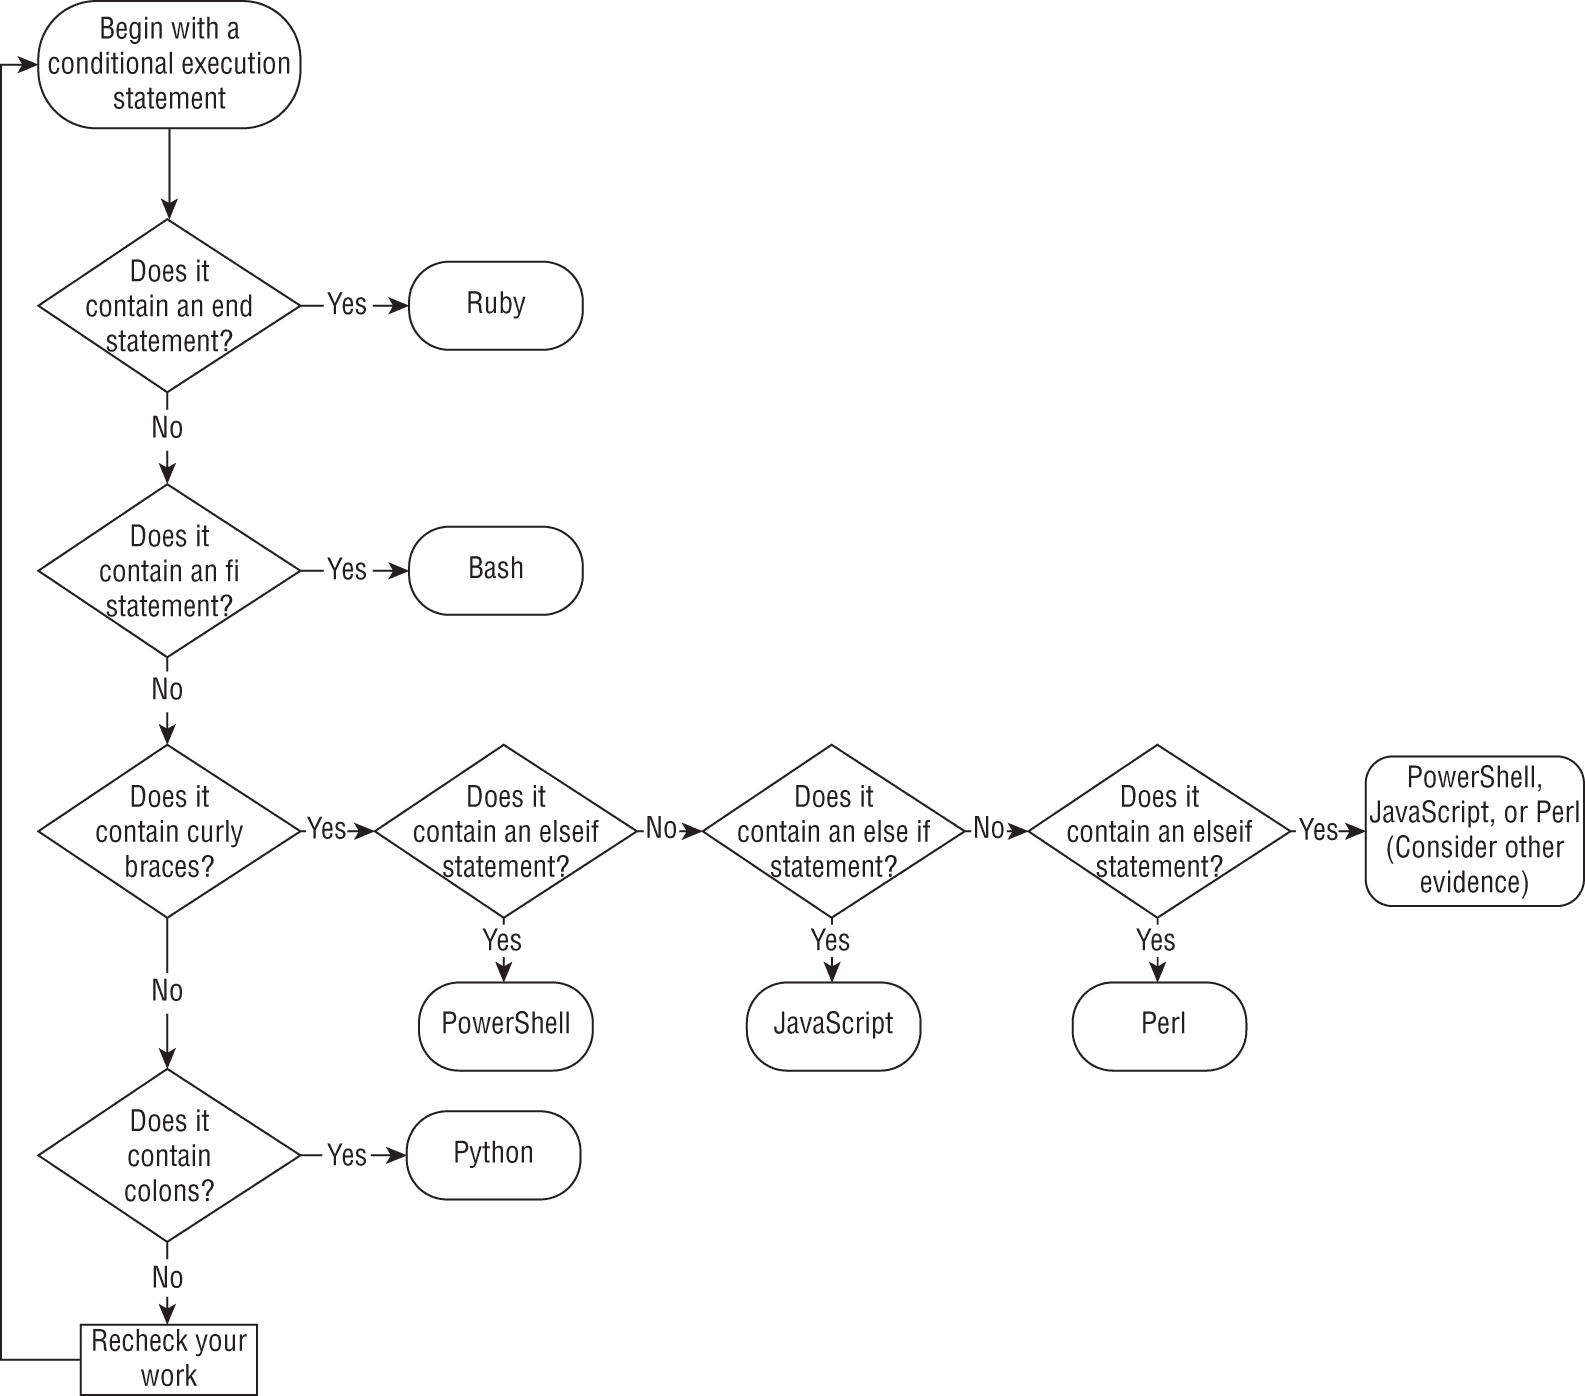 Begin with a
conditional execution
statement
Does it
contain an end
statement?
Yes
Ruby
No
Does it
contain an fi
statement?
Yes
Bash
No
Does it
contain curly
braces?
Yes
Does it
contain an elseif
statement?
No
Does it
contain an else if
statement?
No
Does it
contain an elseif
statement?
Yes
PowerShell,
JavaScript, or Perl
(Consider other
evidence)
Yes
PowerShell
Yes
JavaScript
Yes
Perl
No
Does it
contain
colons?
Yes
Python
No
Recheck your
work